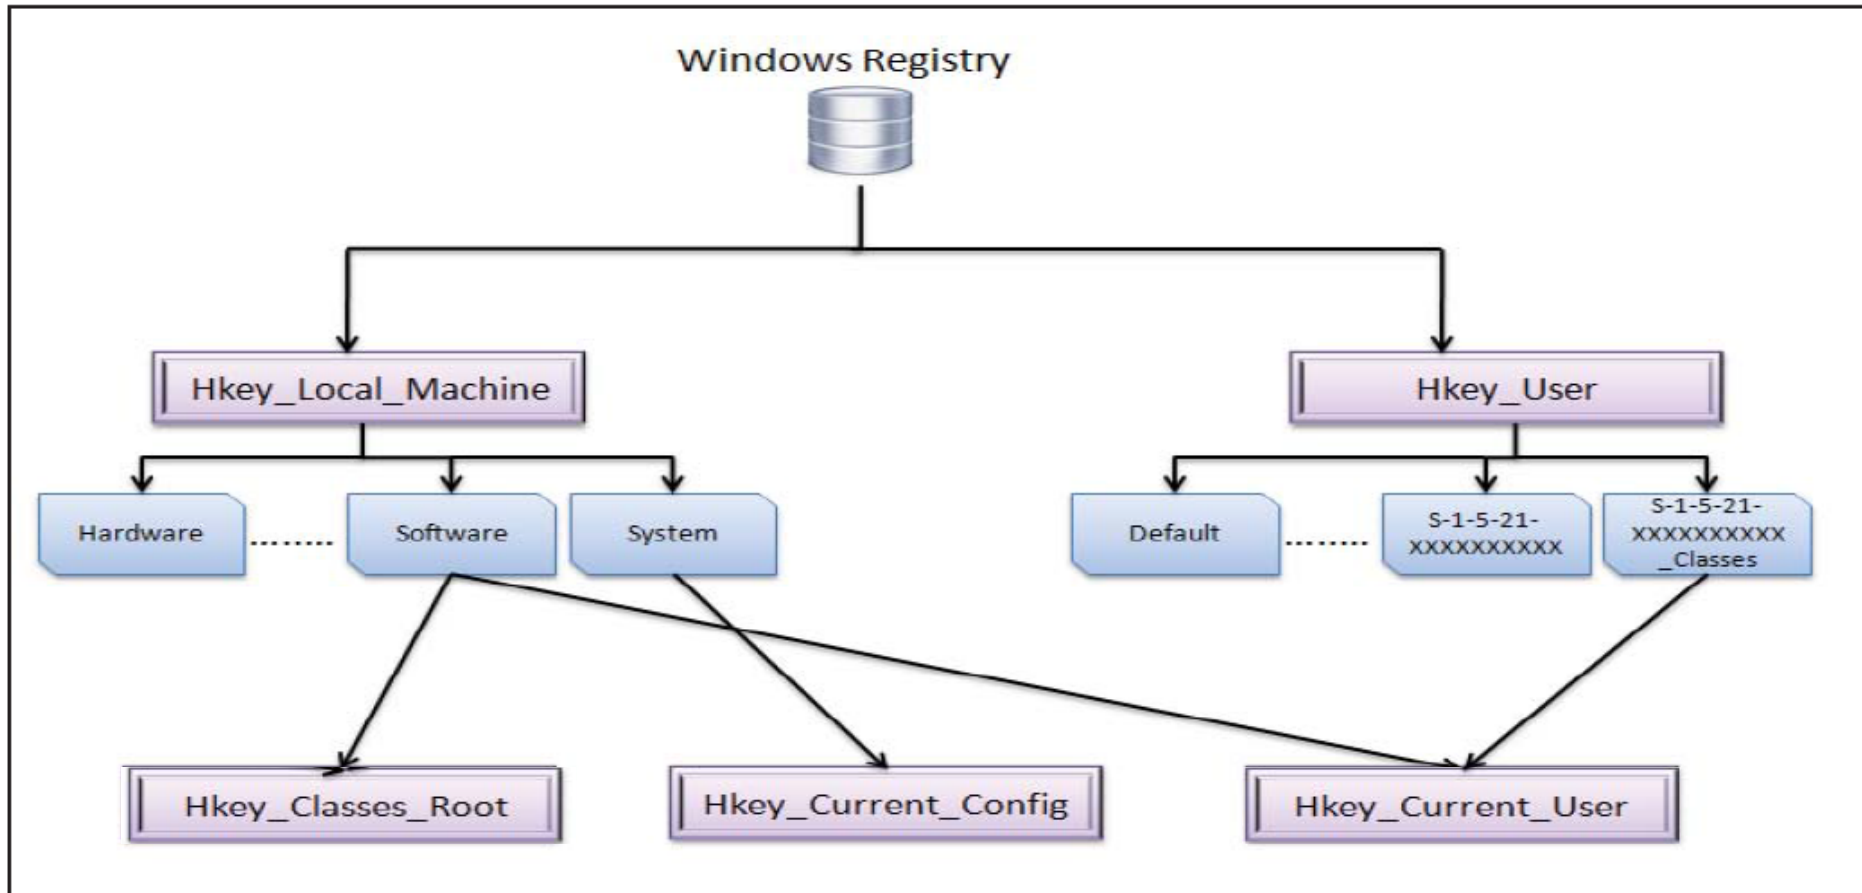 Windows Registry
Hkey_Local_Machine
Hkey_User
Hardware
........
Software
System
Default
........
S-1-5-21-
XXXXXXXXXX
S-1-5-21-
XXXXXXXXXX
_Classes
Hkey_Classes_Root
Hkey_Current_Config
Hkey_Current_User